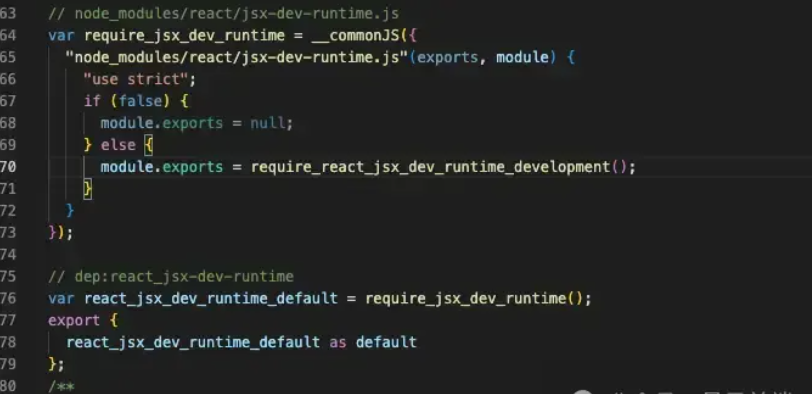 63 // node_modules/react/jsx-dev-runtime.js
64 var require_jsx_dev_runtime = __commonJS({
65 "node_modules/react/jsx-dev-runtime.js"(exports, module) {
66 "use strict";
67 if (false) {
68 module.exports = null;
69 } else {
70 module.exports = require_react_jsx_dev_runtime_development();
71 }
72 }
73 });
74
75 // dep:react_jsx-dev-runtime
76 var react_jsx_dev_runtime_default = require_jsx_dev_runtime();
77 export {
78 react_jsx_dev_runtime_default as default
79 };
80 /**